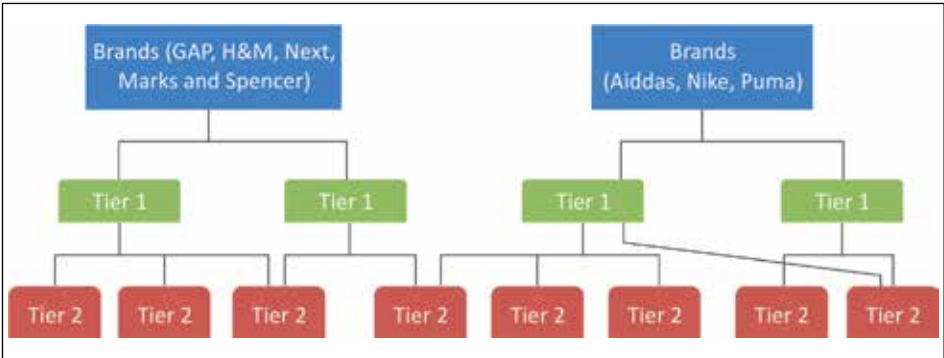 Brands (GAP, H&M, Next,
Marks and Spencer)
Brands
(Aiddas, Nike, Puma)
Tier 1
Tier 1
Tier 1
Tier 1
Tier 2
Tier 2
Tier 2
Tier 2
Tier 2
Tier 2
Tier 2
Tier 2